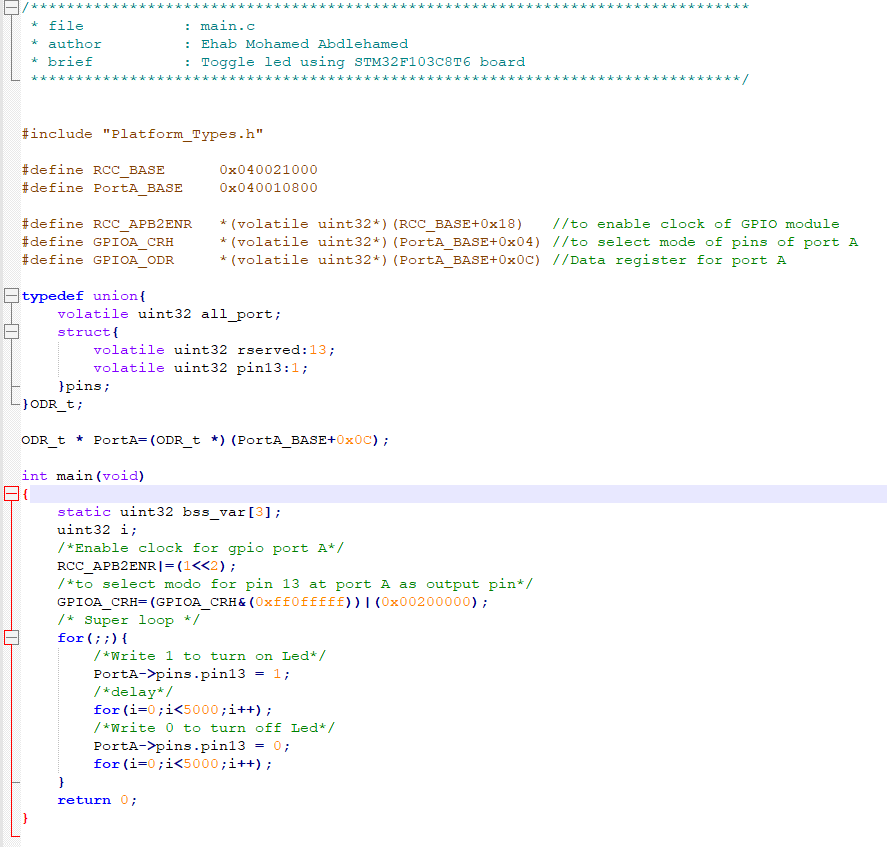 /********************************************************************************
 * file           : main.c
 * author         : Ehab Mohamed Abdlehamed
 * brief          : Toggle led using STM32F103C8T6 board
 *******************************************************************************/
#include "Platform_Types.h"
#define RCC_BASE      0x040021000
#define PortA_BASE    0x040010800
#define RCC_APB2ENR   *(volatile uint32*)(RCC_BASE+0x18)   //to enable clock of GPIO module
#define GPIOA_CRH     *(volatile uint32*)(PortA_BASE+0x04) //to select mode of pins of port A
#define GPIOA_ODR     *(volatile uint32*)(PortA_BASE+0x0C) //Data register for port A
typedef union{
    volatile uint32 all_port;
    struct{
        volatile uint32 rserved:13;
        volatile uint32 pin13:1;
    }pins;
}ODR_t;
ODR_t * PortA=(ODR_t *)(PortA_BASE+0x0C);
int main(void)
{
    static uint32 bss_var[3];
    uint32 i;
    /*Enable clock for gpio port A*/
    RCC_APB2ENR|=(1<<2);
    /*to select modo for pin 13 at port A as output pin*/
    GPIOA_CRH=(GPIOA_CRH&(0xff0fffff))|(0x00200000);
    /* Super loop */
    for(;;){
        /*Write 1 to turn on Led*/
        PortA->pins.pin13 = 1;
        /*delay*/
        for(i=0;i<5000;i++);
        /*Write 0 to turn off Led*/
        PortA->pins.pin13 = 0;
        for(i=0;i<5000;i++);
    }
    return 0;
}